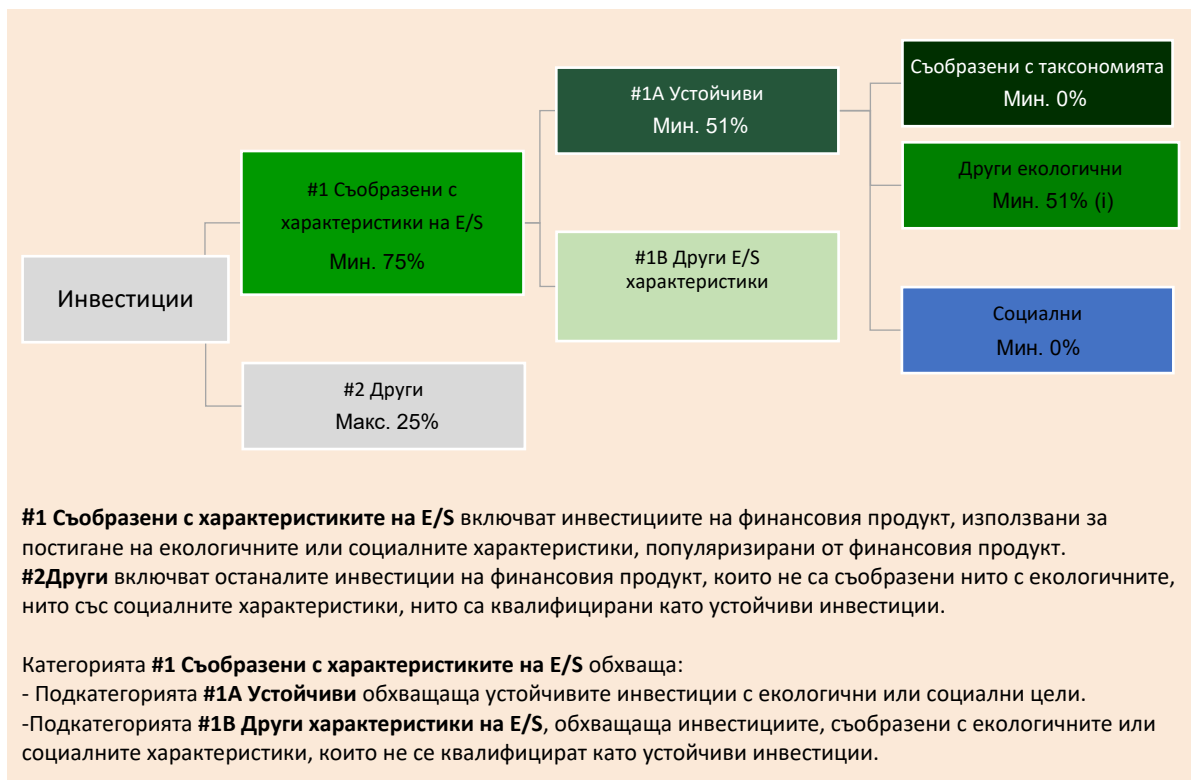 Инвестиции
#1 Съобразени с
характеристики на E/S
Мин. 75%
#2 Други
Макс. 25%
#1A Устойчиви
Мин. 51%
#1B Други E/S
характеристики
Съобразени с таксономията
Мин. 0%
Други екологични
Мин. 51% (i)
Социални
Мин. 0%
#1 Съобразени с характеристиките на E/S включват инвестициите на финансовия продукт, използвани за
постигане на екологичните или социалните характеристики, популяризирани от финансовия продукт.
#2Други включват останалите инвестиции на финансовия продукт, които не са съобразени нито с екологичните,
нито със социалните характеристики, нито са квалифицирани като устойчиви инвестиции.
Категорията #1 Съобразени с характеристиките на E/S обхваща:
- Подкатегорията #1A Устойчиви обхващаща устойчивите инвестиции с екологични или социални цели.
-Подкатегорията #1B Други характеристики на E/S, обхващаща инвестициите, съобразени с екологичните или
социалните характеристики, които не се квалифицират като устойчиви инвестиции.